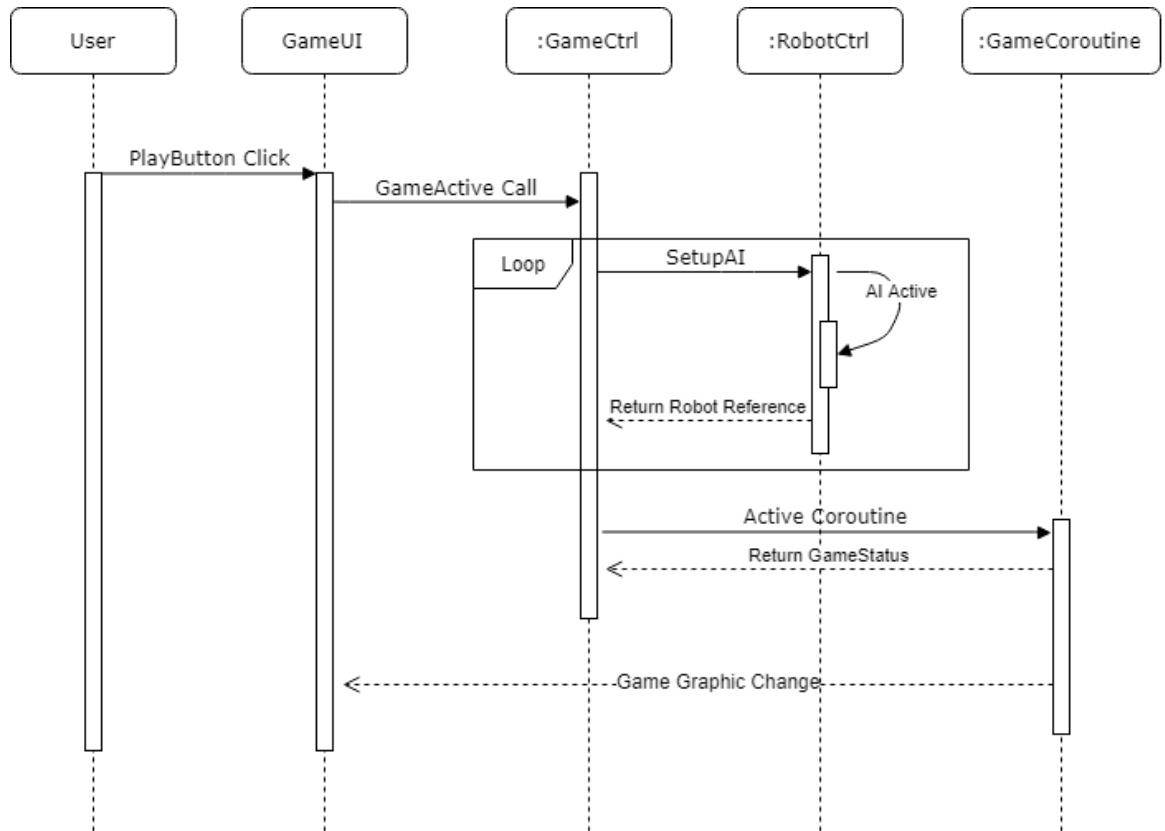 User
GameUI
:GameCtrl
:RobotCtrl
:GameCoroutine
PlayButton Click
GameActive Call
Loop
SetupAI
AI Active
Return Robot Reference
Active Coroutine
Return GameStatus
Game Graphic Change